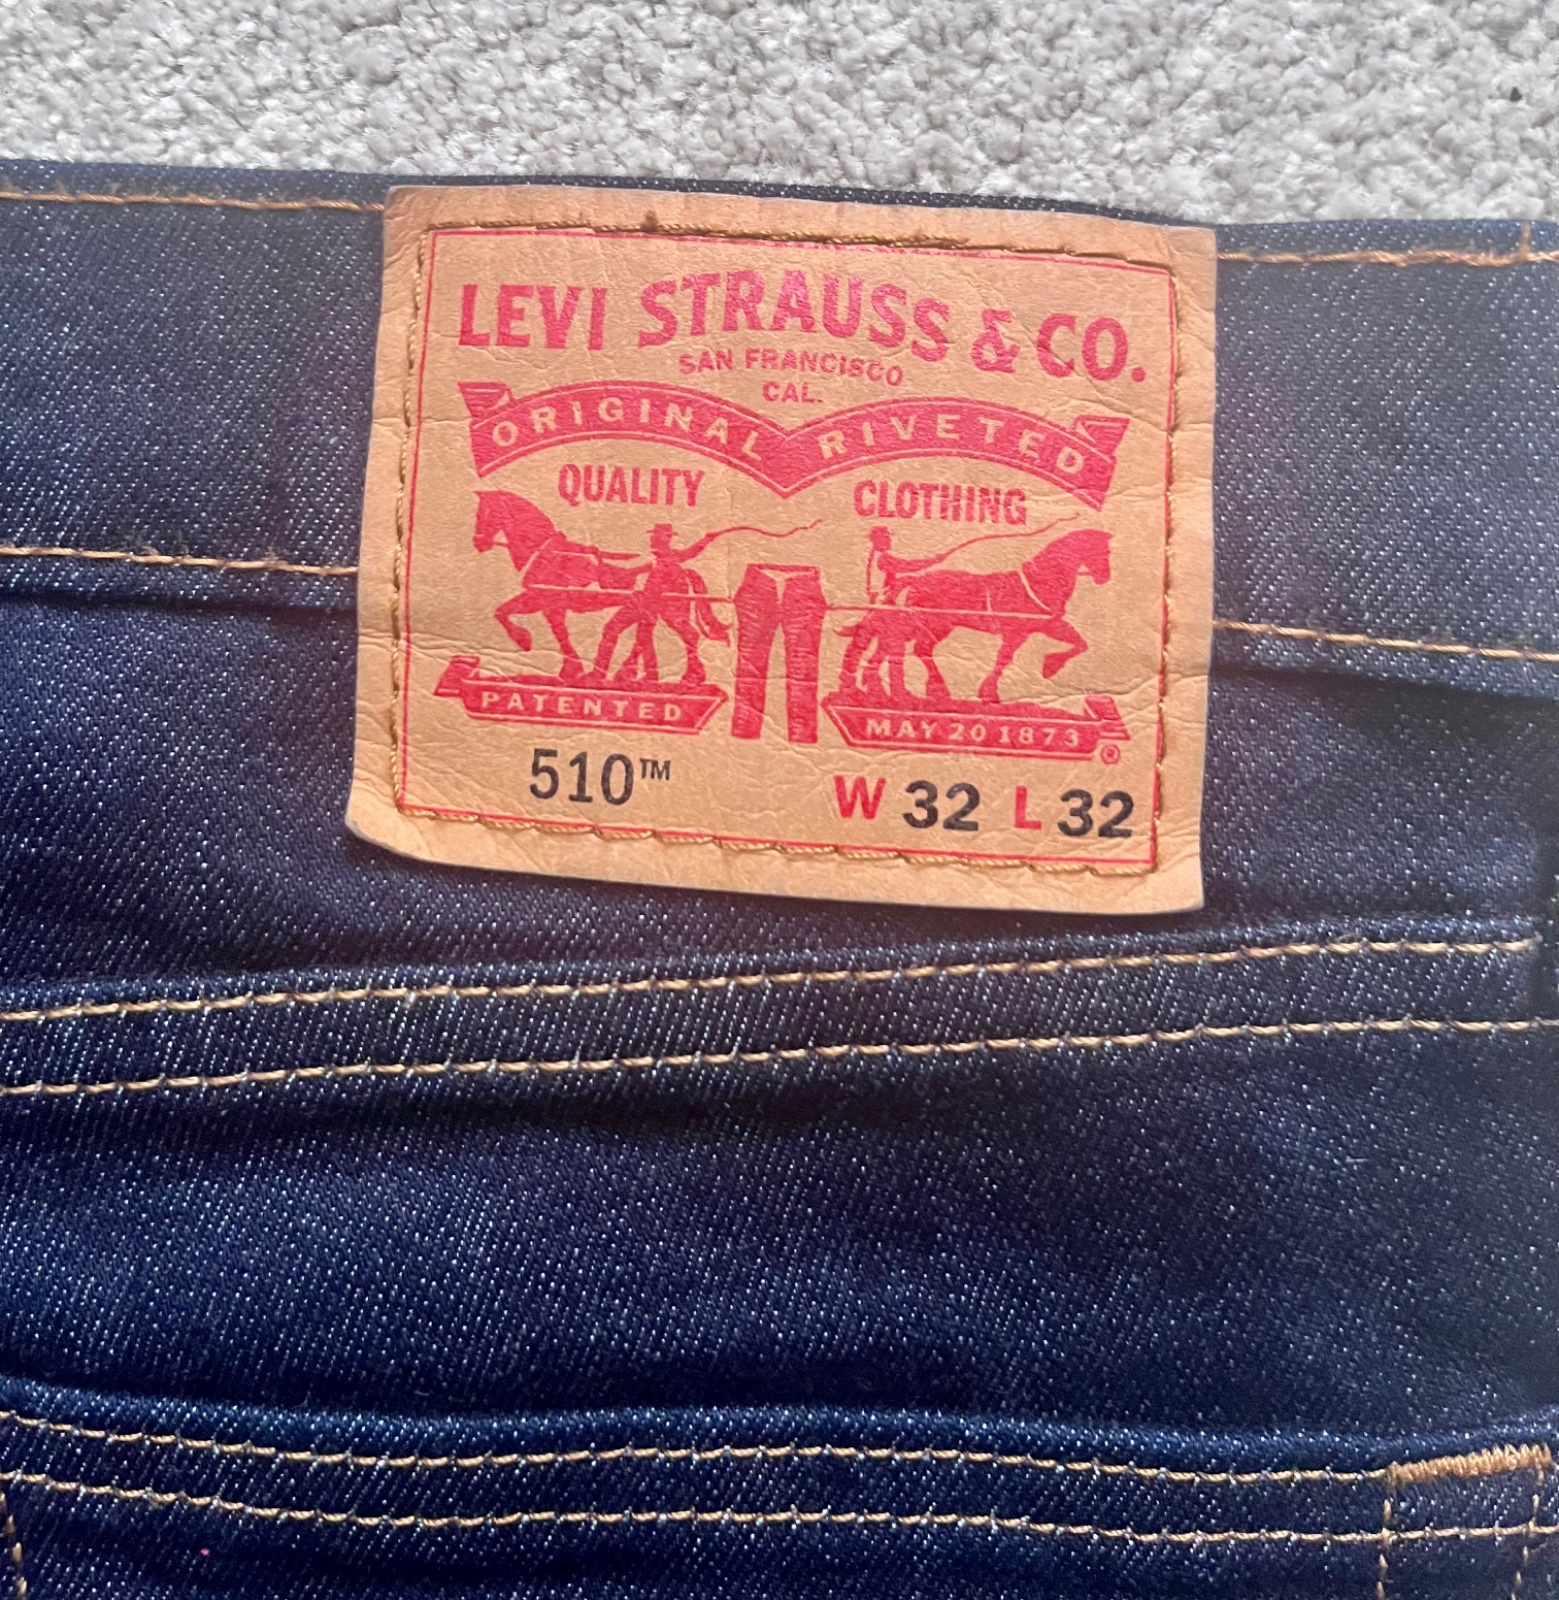 LEVI STRAUSS & CO.
SAN FRANCISCO
CAL.
ORIGINAL RIVETED
QUALITY CLOTHING
PATENTED MAY 20 1873 ®
510™ W 32 L 32